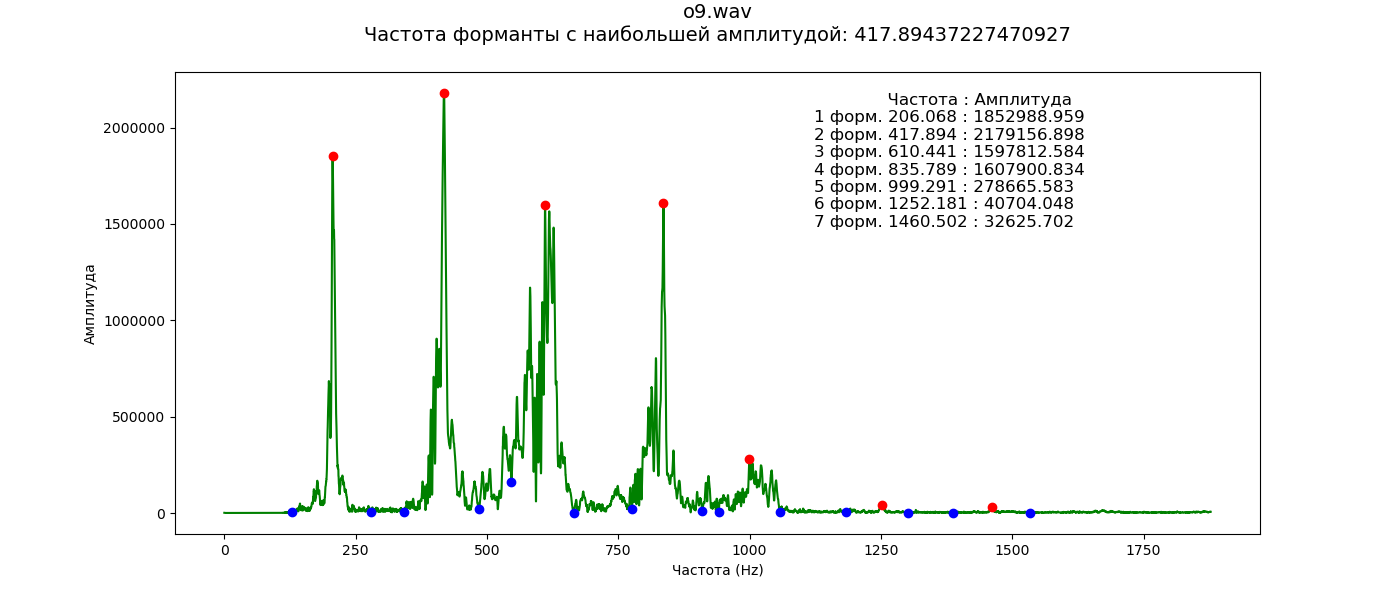 o9.wav
Частота форманты с наибольшей амплитудой: 417.89437227470927
Частота : Амплитуда
1 форм. 206.068 : 1852988.959
2 форм. 417.894 : 2179156.898
3 форм. 610.441 : 1597812.584
4 форм. 835.789 : 1607900.834
5 форм. 999.291 : 278665.583
6 форм. 1252.181 : 40704.048
7 форм. 1460.502 : 32625.702
Амплитуда
2000000
1500000
1000000
500000
0
0 250 500 750 1000 1250 1500 1750
Частота (Hz)